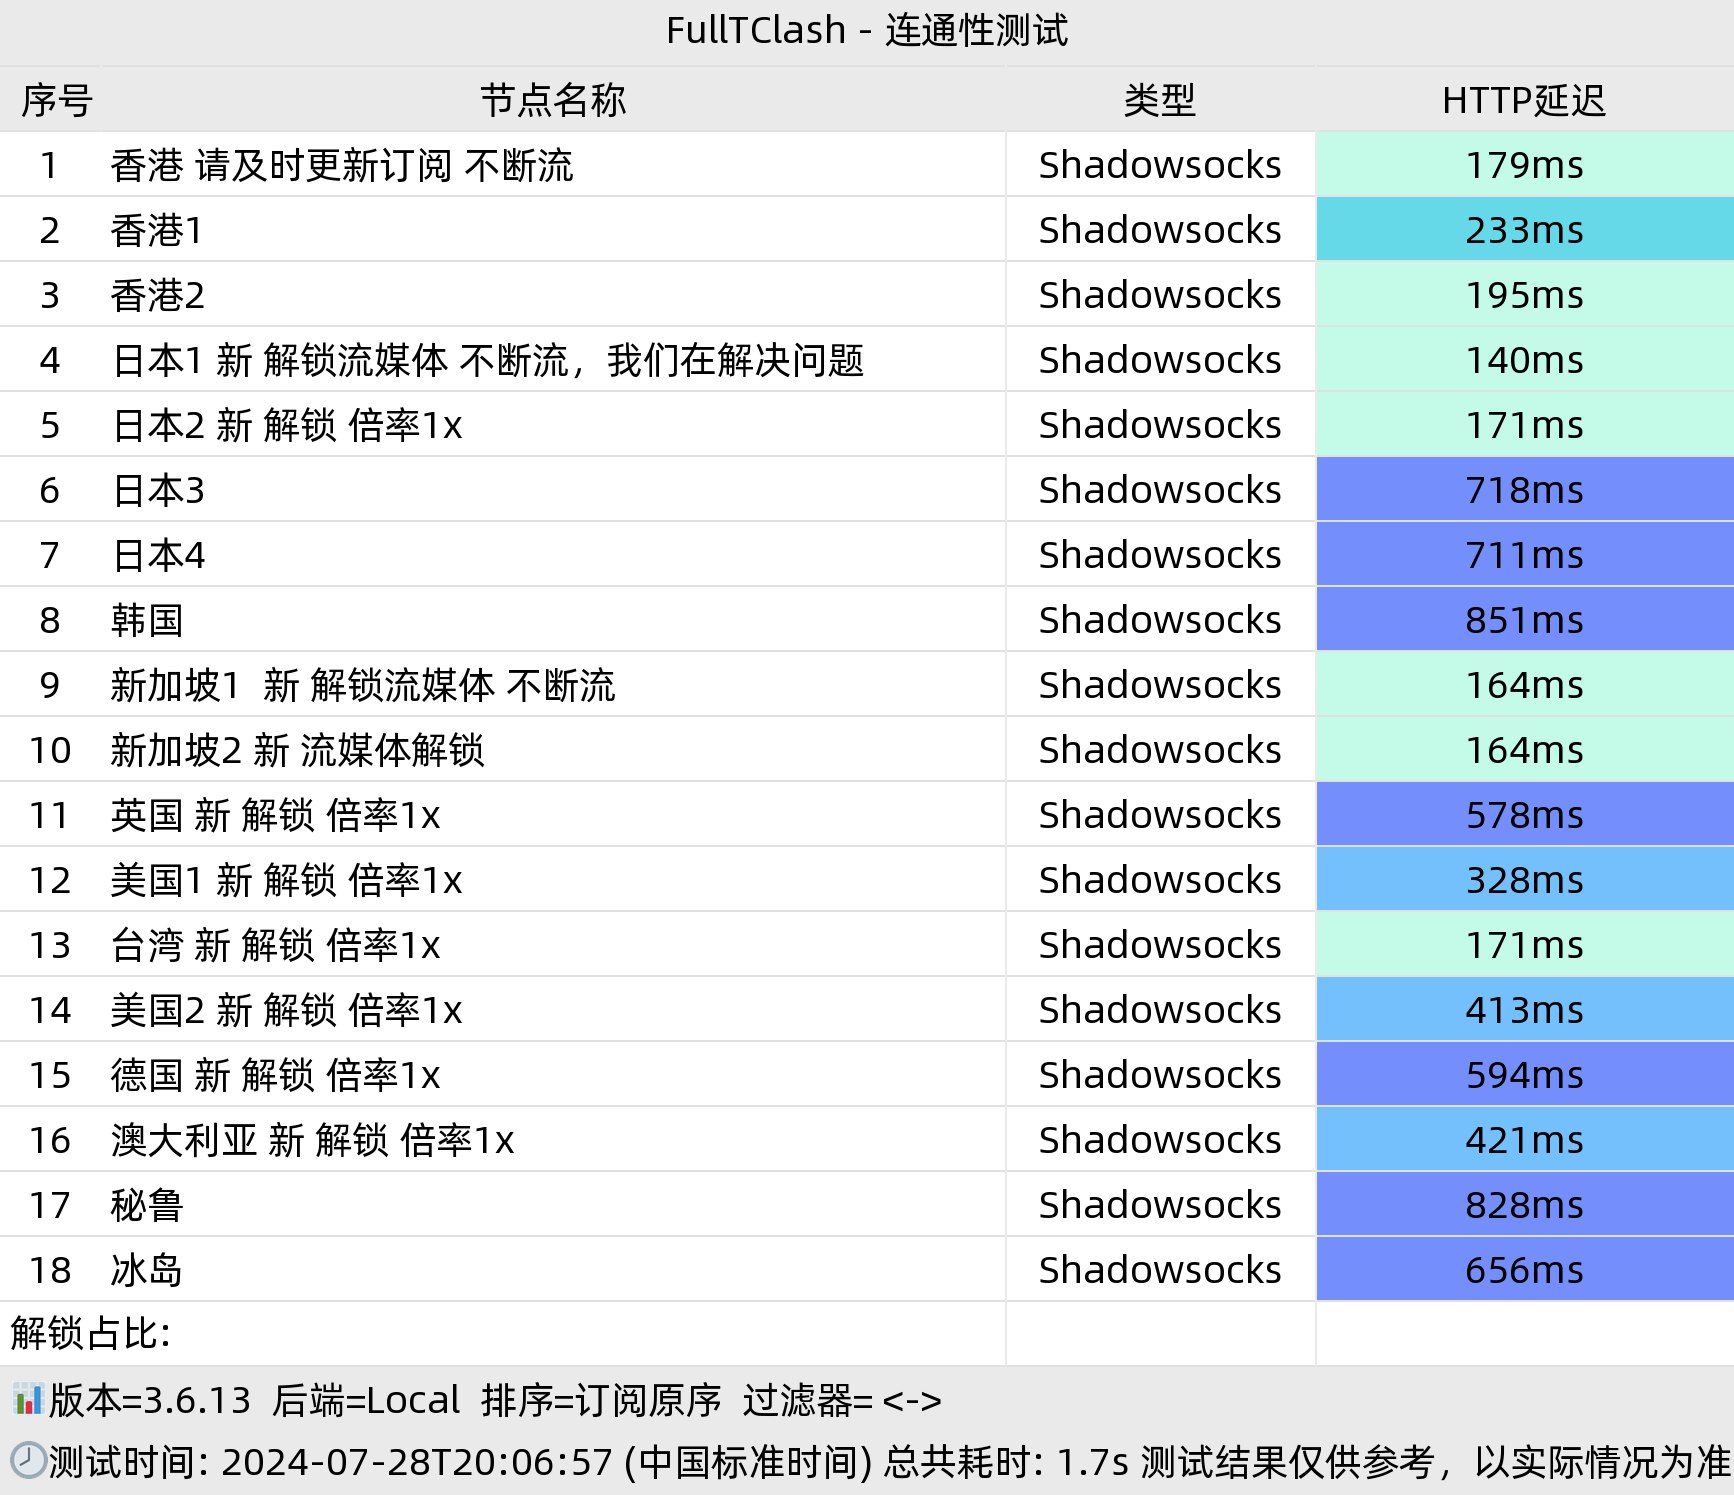 FullTClash - 连通性测试
序号 节点名称 类型 HTTP延迟
1 香港 请及时更新订阅 不断流 Shadowsocks 179ms
2 香港1 Shadowsocks 233ms
3 香港2 Shadowsocks 195ms
4 日本1 新 解锁流媒体 不断流，我们在解决问题 Shadowsocks 140ms
5 日本2 新 解锁 倍率1x Shadowsocks 171ms
6 日本3 Shadowsocks 718ms
7 日本4 Shadowsocks 711ms
8 韩国 Shadowsocks 851ms
9 新加坡1 新 解锁流媒体 不断流 Shadowsocks 164ms
10 新加坡2 新 流媒体解锁 Shadowsocks 164ms
11 英国 新 解锁 倍率1x Shadowsocks 578ms
12 美国1 新 解锁 倍率1x Shadowsocks 328ms
13 台湾 新 解锁 倍率1x Shadowsocks 171ms
14 美国2 新 解锁 倍率1x Shadowsocks 413ms
15 德国 新 解锁 倍率1x Shadowsocks 594ms
16 澳大利亚 新 解锁 倍率1x Shadowsocks 421ms
17 秘鲁 Shadowsocks 828ms
18 冰岛 Shadowsocks 656ms
解锁占比:
版本=3.6.13 后端=Local 排序=订阅原序 过滤器= <->
测试时间: 2024-07-28T20:06:57 (中国标准时间) 总共耗时: 1.7s 测试结果仅供参考，以实际情况为准